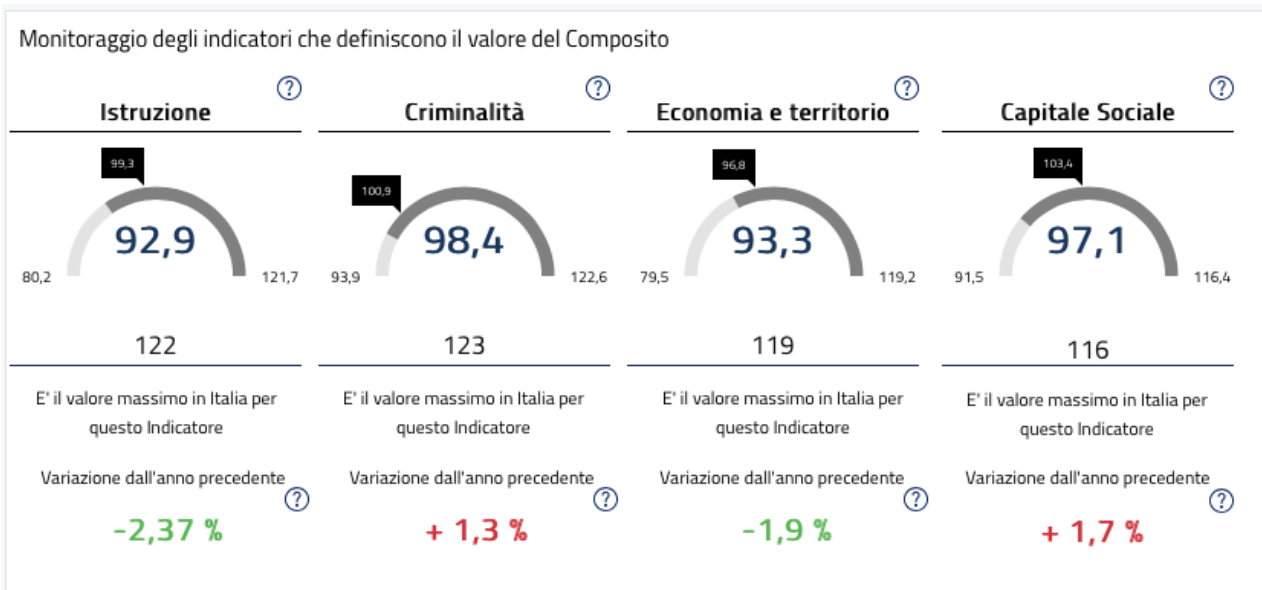 Monitoraggio degli indicatori che definiscono il valore del Composito
?
Istruzione
99,3
92,9
80,2
121,7
122
E' il valore massimo in Italia per
questo Indicatore
Variazione dall'anno precedente
?
-2,37 %
?
Criminalità
100,9
98,4
93,9
122,6
123
E' il valore massimo in Italia per
questo Indicatore
Variazione dall'anno precedente
?
+ 1,3 %
?
Economia e territorio
96,8
93,3
79,5
119,2
119
E' il valore massimo in Italia per
questo Indicatore
Variazione dall'anno precedente
?
-1,9 %
?
Capitale Sociale
103,4
97,1
91,5
116,4
116
E' il valore massimo in Italia per
questo Indicatore
Variazione dall'anno precedente
?
+ 1,7 %